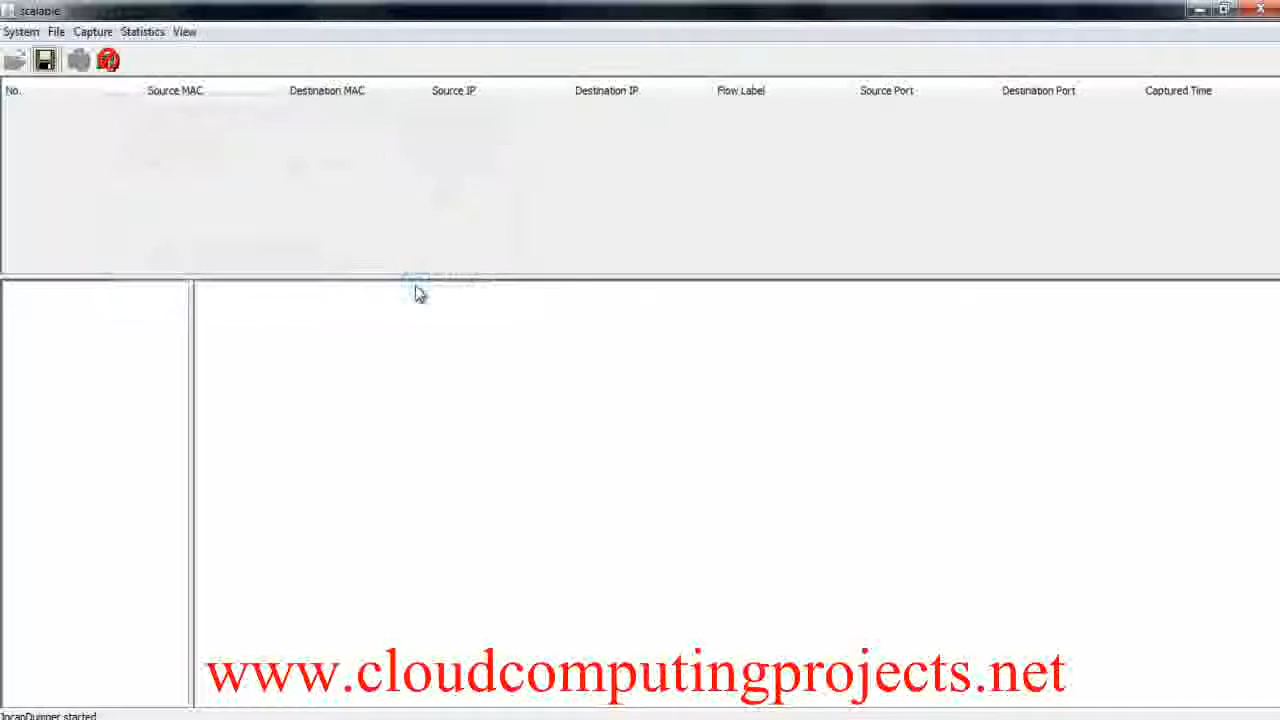 scalable
System File Capture Statistics View
No. Source MAC Destination MAC Source IP Destination IP Flow Label Source Port Destination Port Captured Time
www.cloudcomputingprojects.net
JpcapDumper started